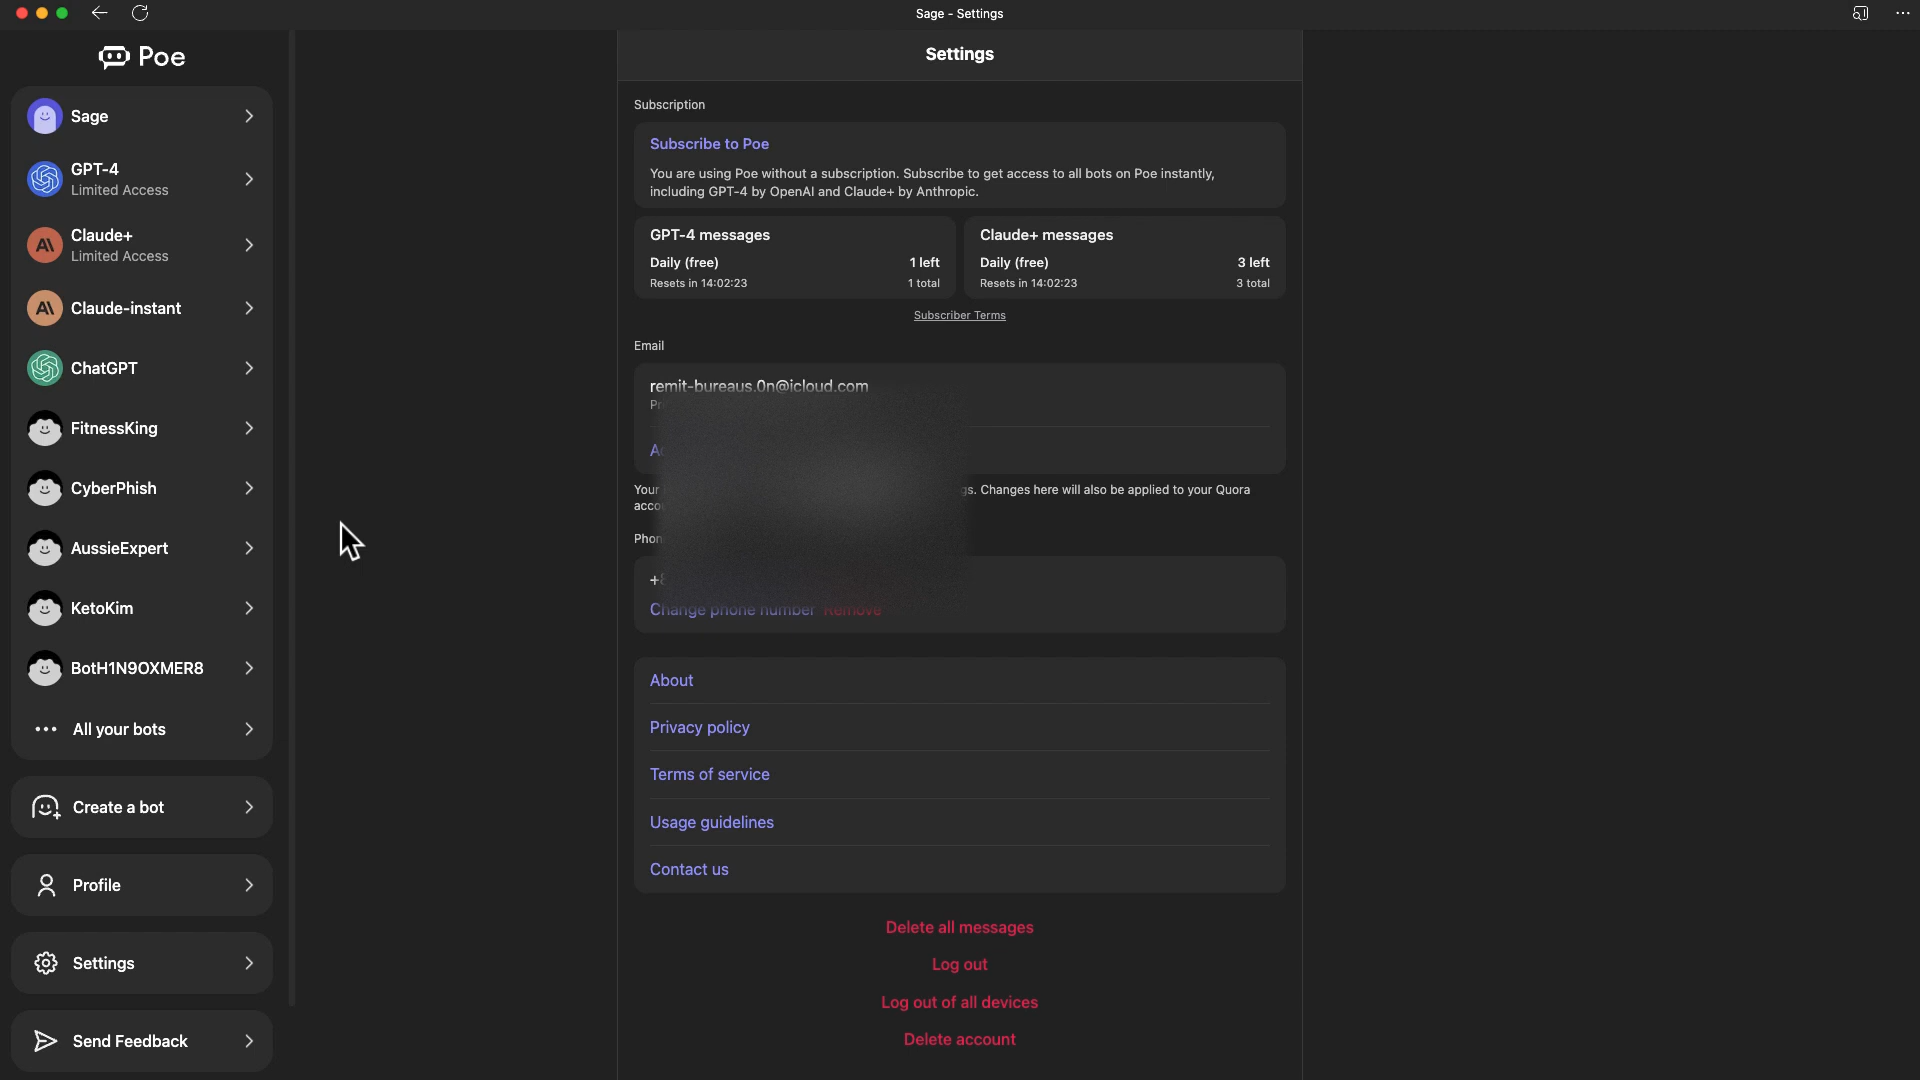 Sage - Settings
Poe
Sage
GPT-4
Limited Access
Claude+
Limited Access
Claude-instant
ChatGPT
FitnessKing
CyberPhish
AussieExpert
KetoKim
BotH1N9OXMER8
All your bots
Create a bot
Profile
Settings
Send Feedback
Settings
Subscription
Subscribe to Poe
You are using Poe without a subscription. Subscribe to get access to all bots on Poe instantly,
including GPT-4 by OpenAI and Claude+ by Anthropic.
GPT-4 messages
Daily (free) 1 left
Resets in 14:02:23 1 total
Claude+ messages
Daily (free) 3 left
Resets in 14:02:23 3 total
Subscriber Terms
Email
remit-bureaus.0n@icloud.com
Your
Changes here will also be applied to your Quora
Change phone number Remove
About
Privacy policy
Terms of service
Usage guidelines
Contact us
Delete all messages
Log out
Log out of all devices
Delete account